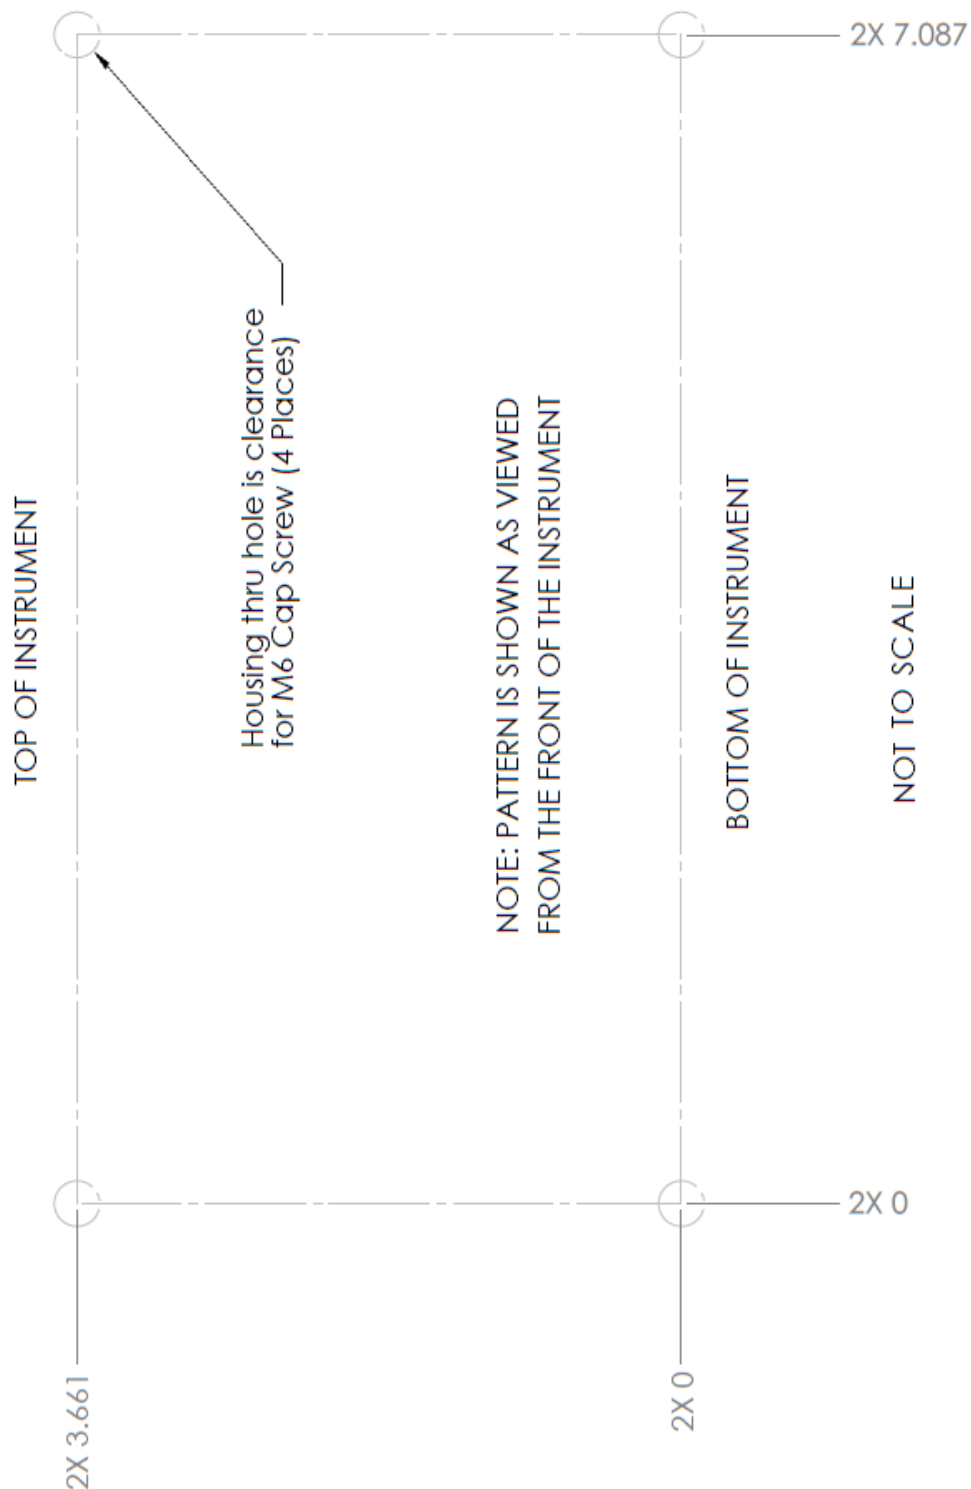 TOP OF INSTRUMENT
2X 7.087
Housing thru hole is clearance
for M6 Cap Screw (4 Places)
NOTE: PATTERN IS SHOWN AS VIEWED
FROM THE FRONT OF THE INSTRUMENT
BOTTOM OF INSTRUMENT
NOT TO SCALE
2X 0
2X 3.661
2X 0